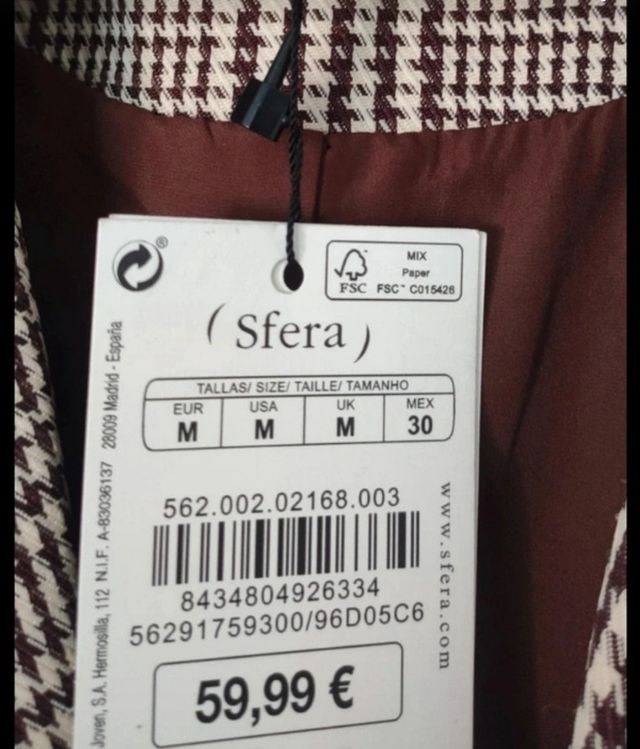 ®
MIX
Paper
FSC FSC™ C015426
(Sfera)
TALLAS/ SIZE/ TAILLE/ TAMANHO
EUR USA UK MEX
M M M 30
562.002.02168.003
8434804926334
56291759300/96D05C6
59,99 €
www.sfera.com
Joven, S.A. Hermosilla, 112 N.I.F. A-83036137 28009 Madrid - España